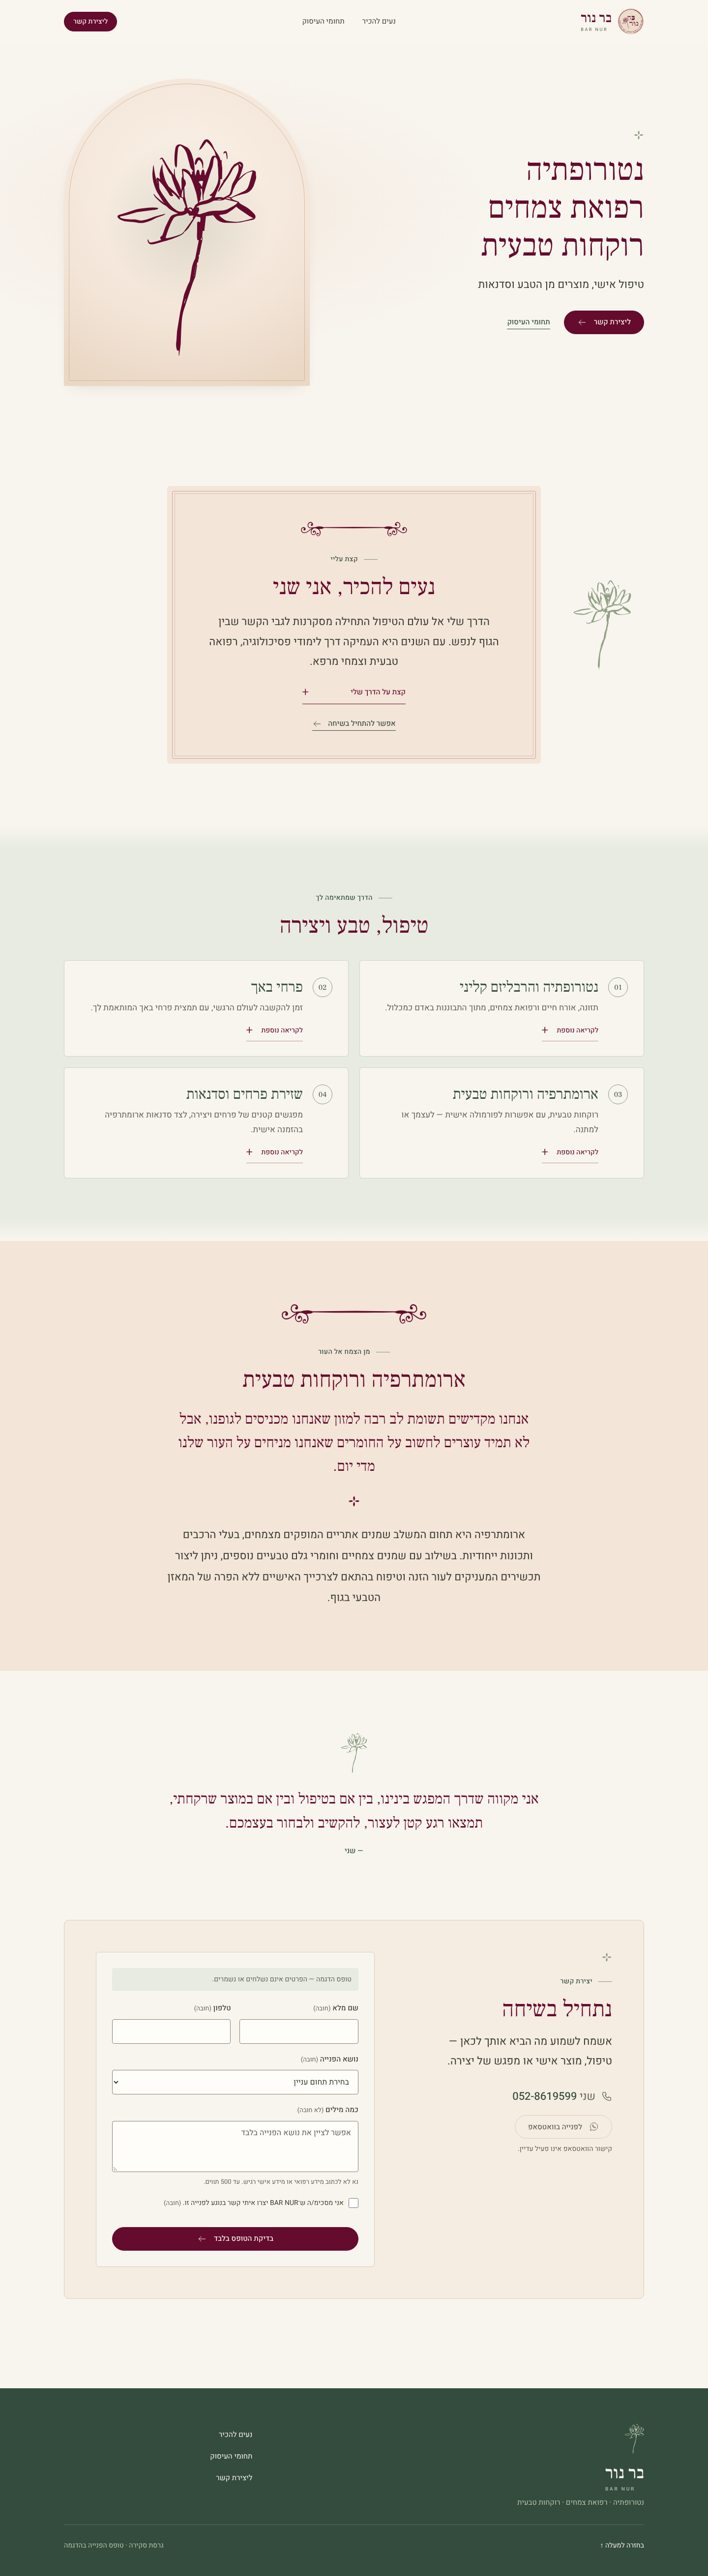 בר נור
BAR NUR
נעים להכיר
תחומי העיסוק
ליצירת קשר
נטורופתיה
רפואת צמחים
רוקחות טבעית
טיפול אישי, מוצרים מן הטבע וסדנאות
ליצירת קשר ←
תחומי העיסוק
קצת עליי
נעים להכיר, אני שני
הדרך שלי אל עולם הטיפול התחילה מסקרנות לגבי הקשר שבין
הגוף לנפש. עם השנים היא העמיקה דרך לימודי פסיכולוגיה, רפואה
טבעית וצמחי מרפא.
קצת על הדרך שלי +
אפשר להתחיל בשיחה ←
הדרך שמתאימה לך
טיפול, טבע ויצירה
01
נטורופתיה והרבליזם קליני
תזונה, אורח חיים ורפואת צמחים, מתוך התבוננות באדם כמכלול.
לקריאה נוספת +
02
פרחי באך
זמן להקשבה לעולם הרגשי, עם תמצית פרחי באך המותאמת לך.
לקריאה נוספת +
03
ארומתרפיה ורוקחות טבעית
רוקחות טבעית, עם אפשרות לפורמולה אישית — לעצמך או
למתנה.
לקריאה נוספת +
04
שזירת פרחים וסדנאות
מפגשים קטנים של פרחים ויצירה, לצד סדנאות ארומתרפיה
בהזמנה אישית.
לקריאה נוספת +
מן הצמח אל העור
ארומתרפיה ורוקחות טבעית
אנחנו מקדישים תשומת לב רבה למזון שאנחנו מכניסים לגופנו, אבל
לא תמיד עוצרים לחשוב על החומרים שאנחנו מניחים על העור שלנו
מדי יום.
ארומתרפיה היא תחום המשלב שמנים אתריים המופקים מצמחים, בעלי הרכבים
ותכונות ייחודיות. בשילוב עם שמנים צמחיים וחומרי גלם טבעיים נוספים, ניתן ליצור
תכשירים המעניקים לעור הזנה וטיפוח בהתאם לצרכייך האישיים ללא הפרה של המאזן
הטבעי בגוף.
אני מקווה שדרך המפגש בינינו, בין אם בטיפול ובין אם במוצר שרקחתי,
תמצאו רגע קטן לעצור, להקשיב ולבחור בעצמכם.
— שני
יצירת קשר
נתחיל בשיחה
אשמח לשמוע מה הביא אותך לכאן —
טיפול, מוצר אישי או מפגש של יצירה.
שני 052-8619599
לפנייה בוואטסאפ
קישור הוואטסאפ אינו פעיל עדיין.
טופס הדגמה — הפרטים אינם נשלחים או נשמרים.
שם מלא (חובה)
טלפון (חובה)
נושא הפנייה (חובה)
בחירת תחום עניין
כמה מילים (לא חובה)
אפשר לציין את נושא הפנייה בלבד
נא לא לכתוב מידע רפואי או מידע אישי רגיש. עד 500 תווים.
אני מסכימ/ה ש־BAR NUR יצרו איתי קשר בנוגע לפנייה זו. (חובה)
בדיקת הטופס בלבד ←
בר נור
BAR NUR
נטורופתיה · רפואת צמחים · רוקחות טבעית
נעים להכיר
תחומי העיסוק
ליצירת קשר
בחזרה למעלה ↑
גרסת סקירה · טופס הפנייה בהדגמה